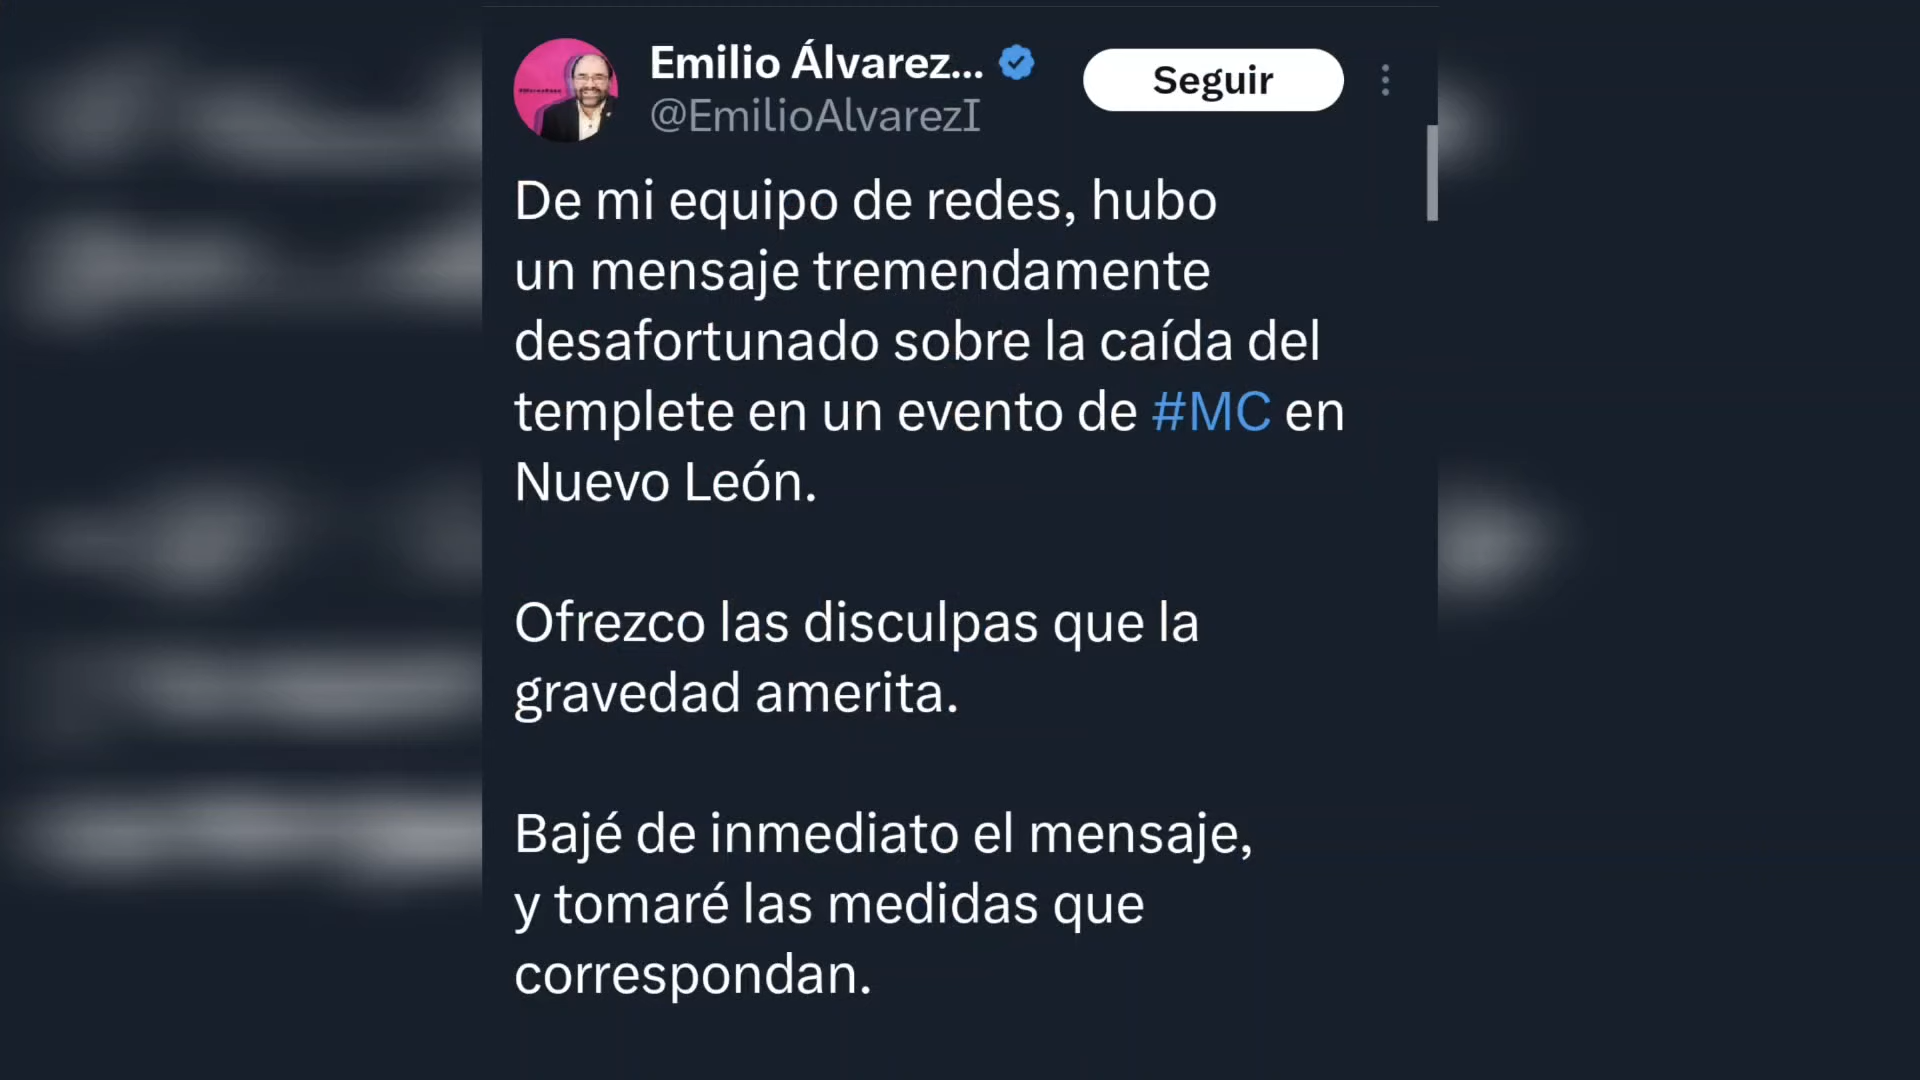 Emilio Álvarez...
Seguir
@EmilioAlvarezI
De mi equipo de redes, hubo
un mensaje tremendamente
desafortunado sobre la caída del
templete en un evento de #MC en
Nuevo León.
Ofrezco las disculpas que la
gravedad amerita.
Bajé de inmediato el mensaje,
y tomaré las medidas que
correspondan.